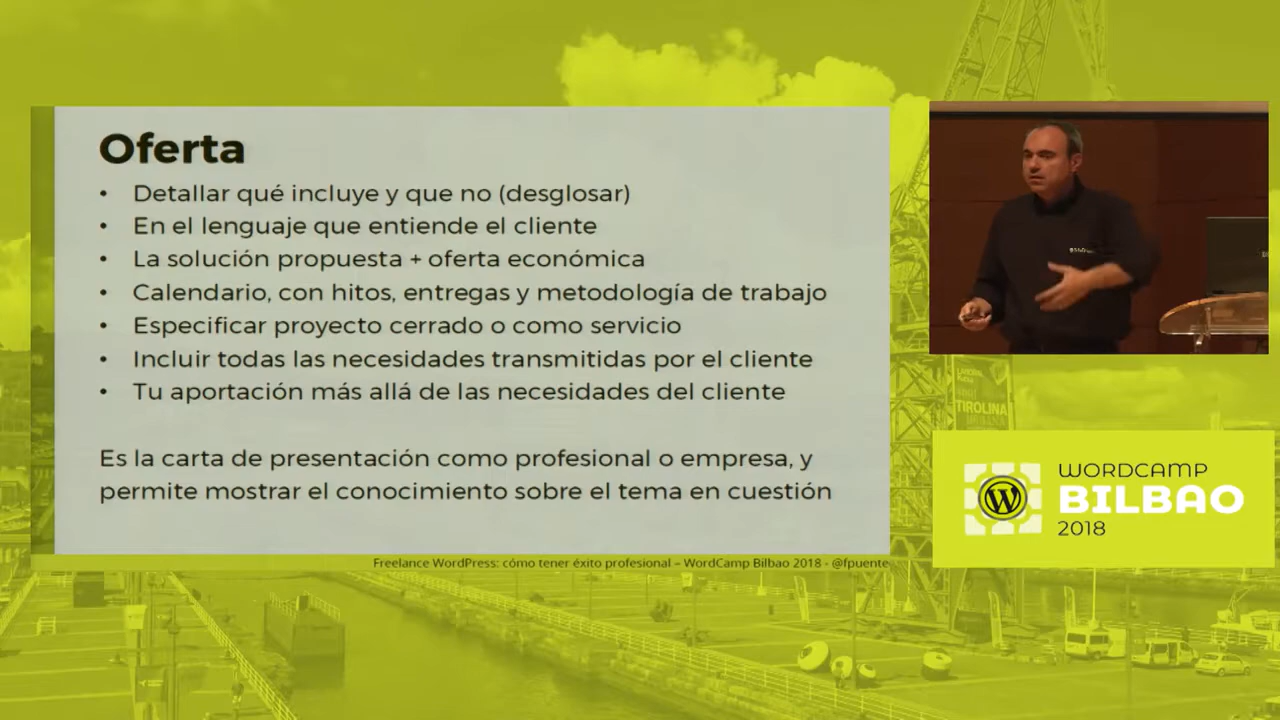 Oferta
• Detallar qué incluye y que no (desglosar)
• En el lenguaje que entiende el cliente
• La solución propuesta + oferta económica
• Calendario, con hitos, entregas y metodología de trabajo
• Especificar proyecto cerrado o como servicio
• Incluir todas las necesidades transmitidas por el cliente
• Tu aportación más allá de las necesidades del cliente
Es la carta de presentación como profesional o empresa, y
permite mostrar el conocimiento sobre el tema en cuestión
Freelance WordPress: cómo tener éxito profesional – WordCamp Bilbao 2018 - @fpuente
TIROLINA
WORDCAMP
BILBAO
2018